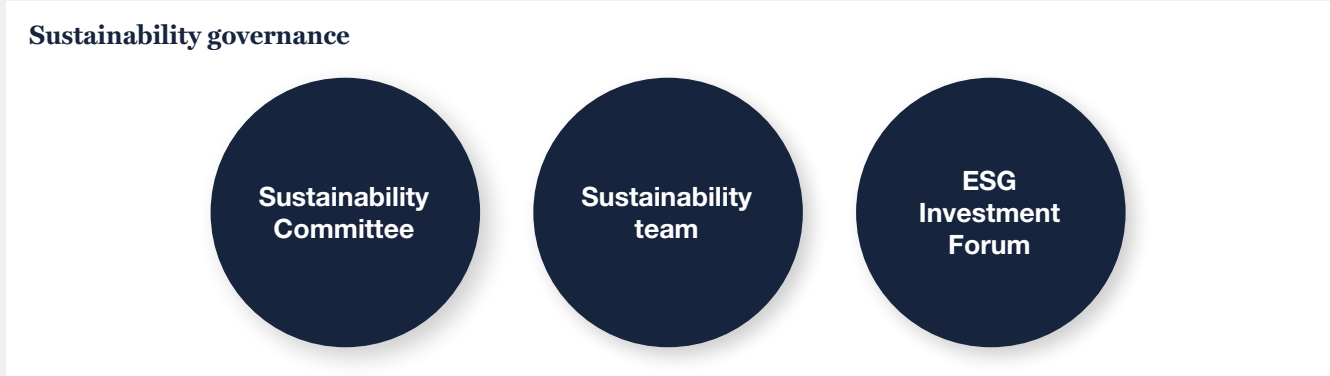 Sustainability governance
Sustainability
Committee
Sustainability
team
ESG
Investment
Forum